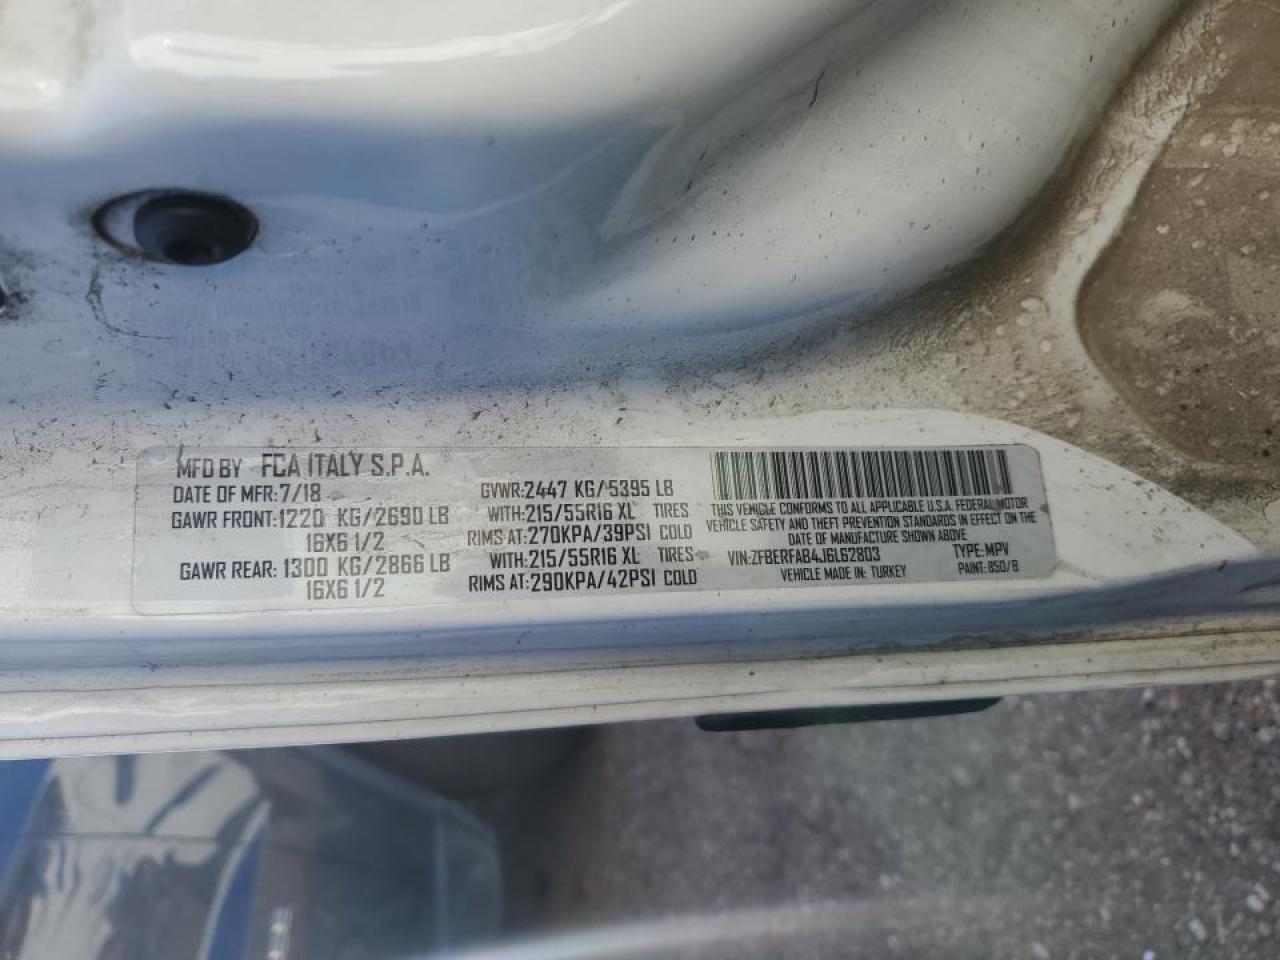 MFD BY FCA ITALY S.P.A.
DATE OF MFR: 7/18
GAWR FRONT: 1220 KG/2690 LB
16X6 1/2
GAWR REAR: 1300 KG/2866 LB
16X6 1/2
GVWR: 2447 KG/5395 LB
WITH: 215/55R16 XL TIRES
RIMS AT: 270KPA/39PSI COLD
WITH: 215/55R16 XL TIRES
RIMS AT: 290KPA/42PSI COLD
THIS VEHICLE CONFORMS TO ALL APPLICABLE U.S.A. FEDERAL MOTOR
VEHICLE SAFETY AND THEFT PREVENTION STANDARDS IN EFFECT ON THE
DATE OF MANUFACTURE SHOWN ABOVE
VIN: ZFBERFAB4J6L62803 TYPE: MPV
VEHICLE MADE IN: TURKEY PAINT: 850/B